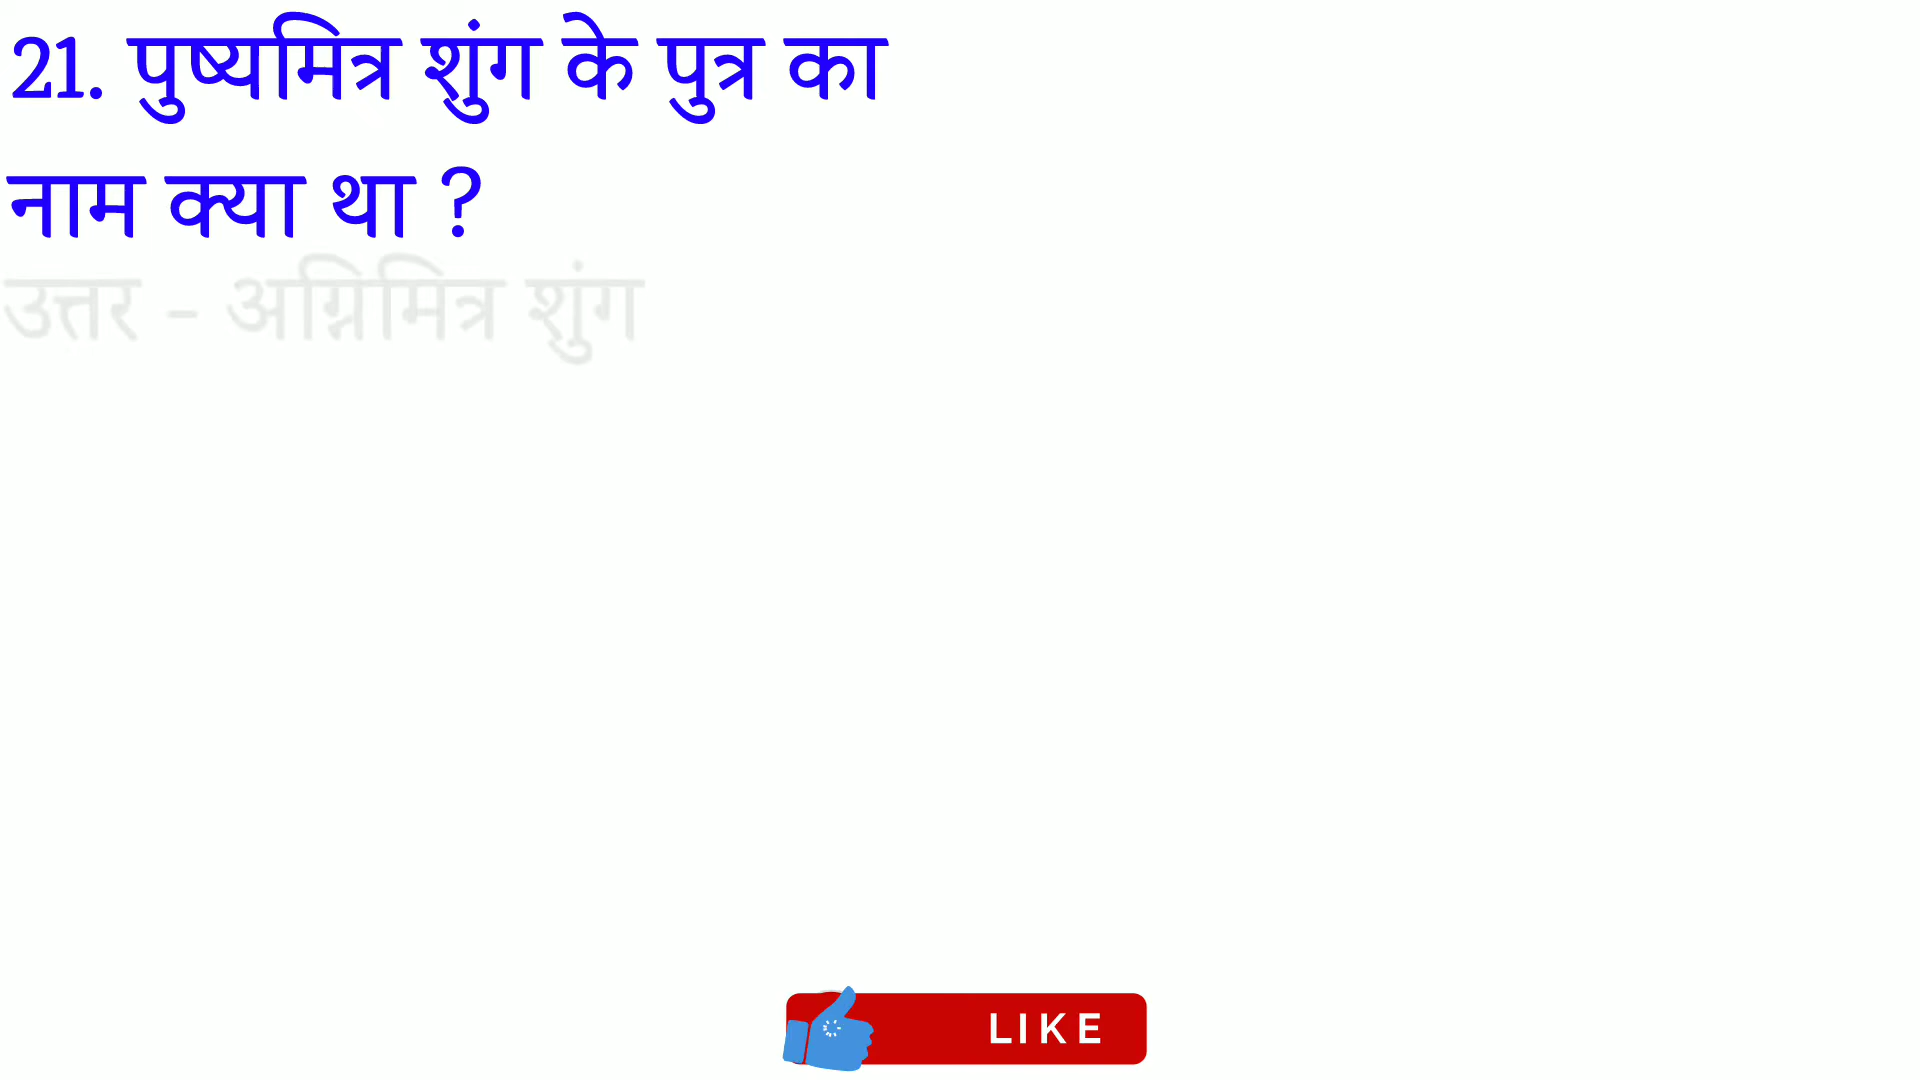 21. पुष्यमित्र शुंग के पुत्र का
नाम क्या था ?
उत्तर - अग्निमित्र शुंग
LIKE